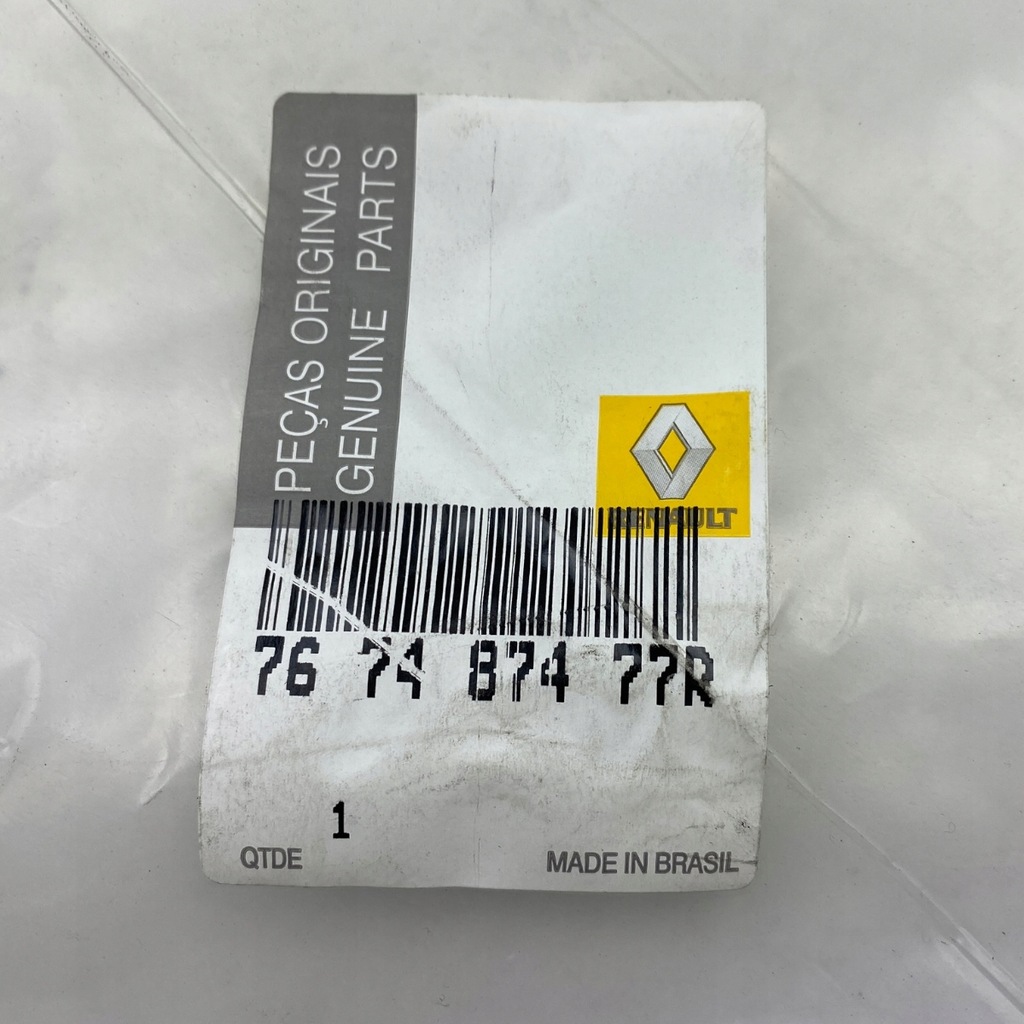 PEÇAS ORIGINAIS
GENUINE PARTS
RENAULT
76 74 874 77R
1
QTDE
MADE IN BRASIL